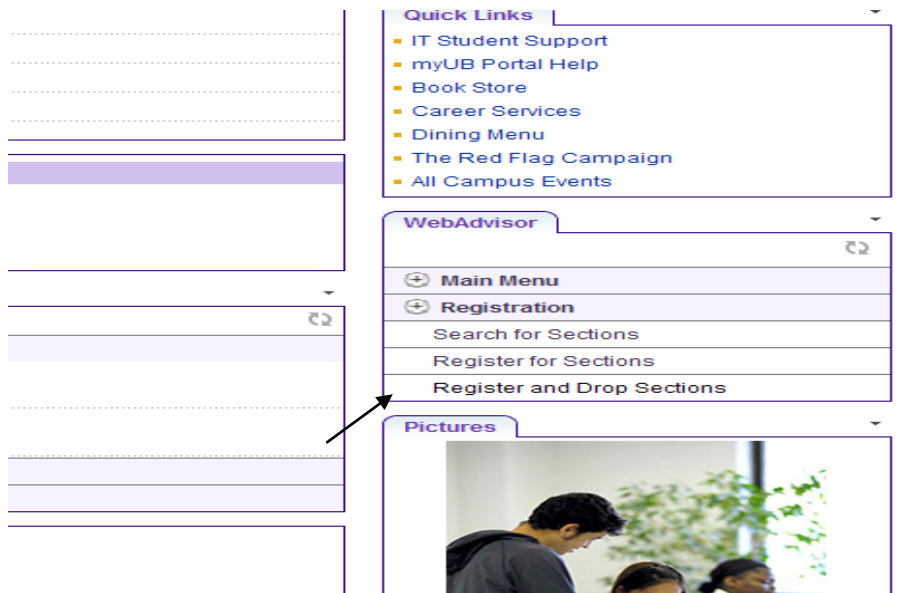 Quick Links
IT Student Support
myUB Portal Help
Book Store
Career Services
Dining Menu
The Red Flag Campaign
All Campus Events
WebAdvisor
Main Menu
Registration
Search for Sections
Register for Sections
Register and Drop Sections
Pictures